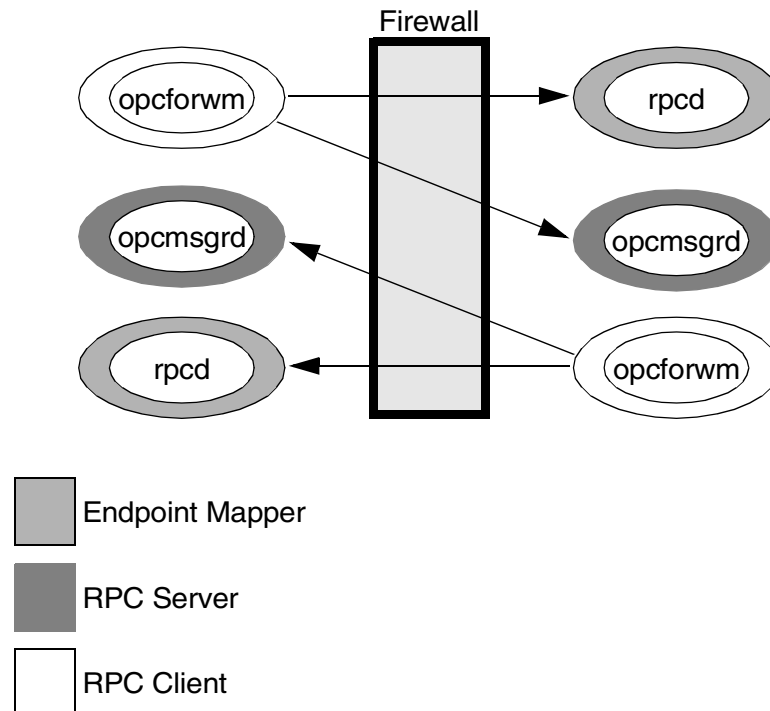 Firewall
opcforwm
rpcd
opcmsgrd
opcmsgrd
rpcd
opcforwm
Endpoint Mapper
RPC Server
RPC Client